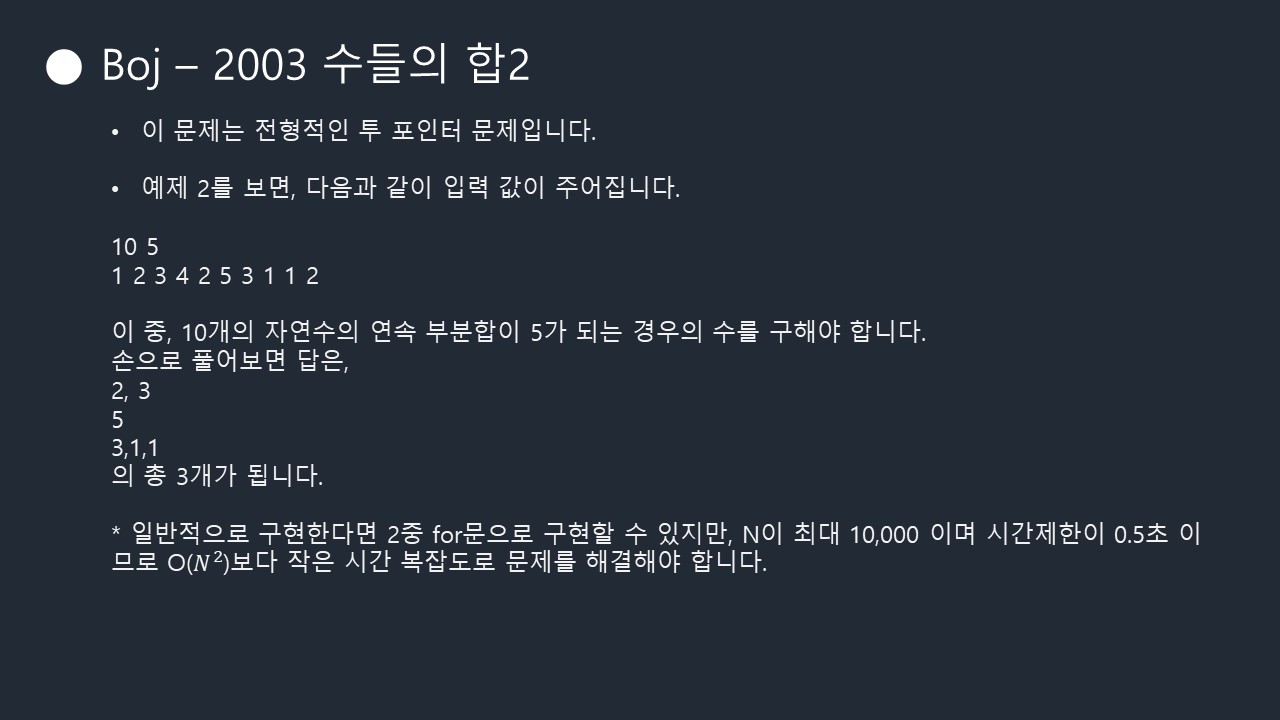 ● Boj – 2003 수들의 합2
• 이 문제는 전형적인 투 포인터 문제입니다.
• 예제 2를 보면, 다음과 같이 입력 값이 주어집니다.
10 5
1 2 3 4 2 5 3 1 1 2
이 중, 10개의 자연수의 연속 부분합이 5가 되는 경우의 수를 구해야 합니다.
손으로 풀어보면 답은,
2, 3
5
3,1,1
의 총 3개가 됩니다.
* 일반적으로 구현한다면 2중 for문으로 구현할 수 있지만, N이 최대 10,000 이며 시간제한이 0.5초 이
므로 O(𝑁²)보다 작은 시간 복잡도로 문제를 해결해야 합니다.